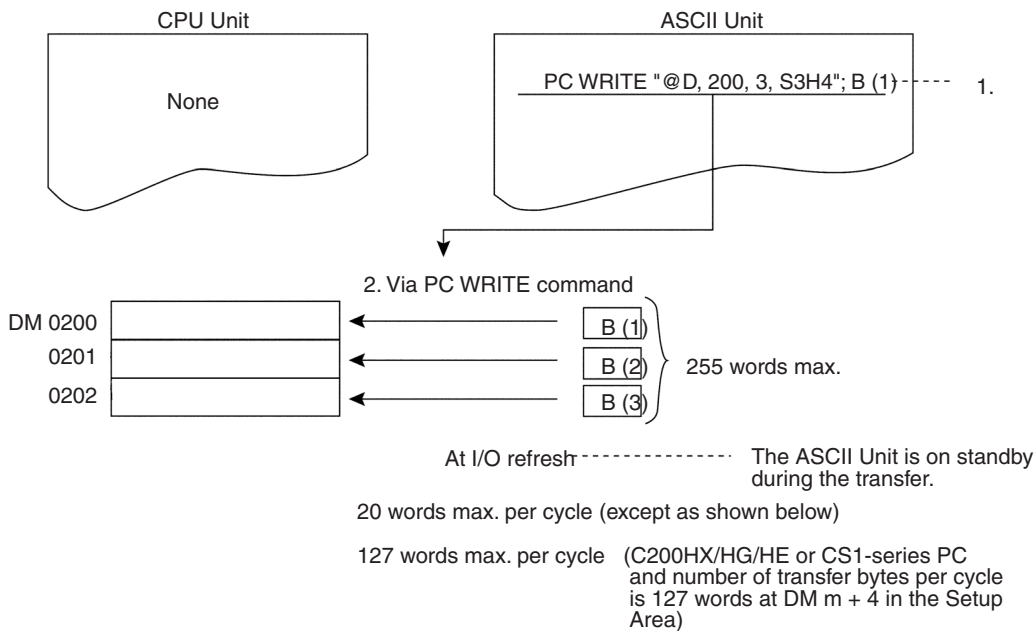 CPU Unit
ASCII Unit
None
PC WRITE "@D, 200, 3, S3H4"; B (1)
1.
2. Via PC WRITE command
DM 0200
B (1)
0201
B (2)
255 words max.
0202
B (3)
At I/O refresh
The ASCII Unit is on standby
during the transfer.
20 words max. per cycle (except as shown below)
127 words max. per cycle (C200HX/HG/HE or CS1-series PC
and number of transfer bytes per cycle
is 127 words at DM m + 4 in the Setup
Area)